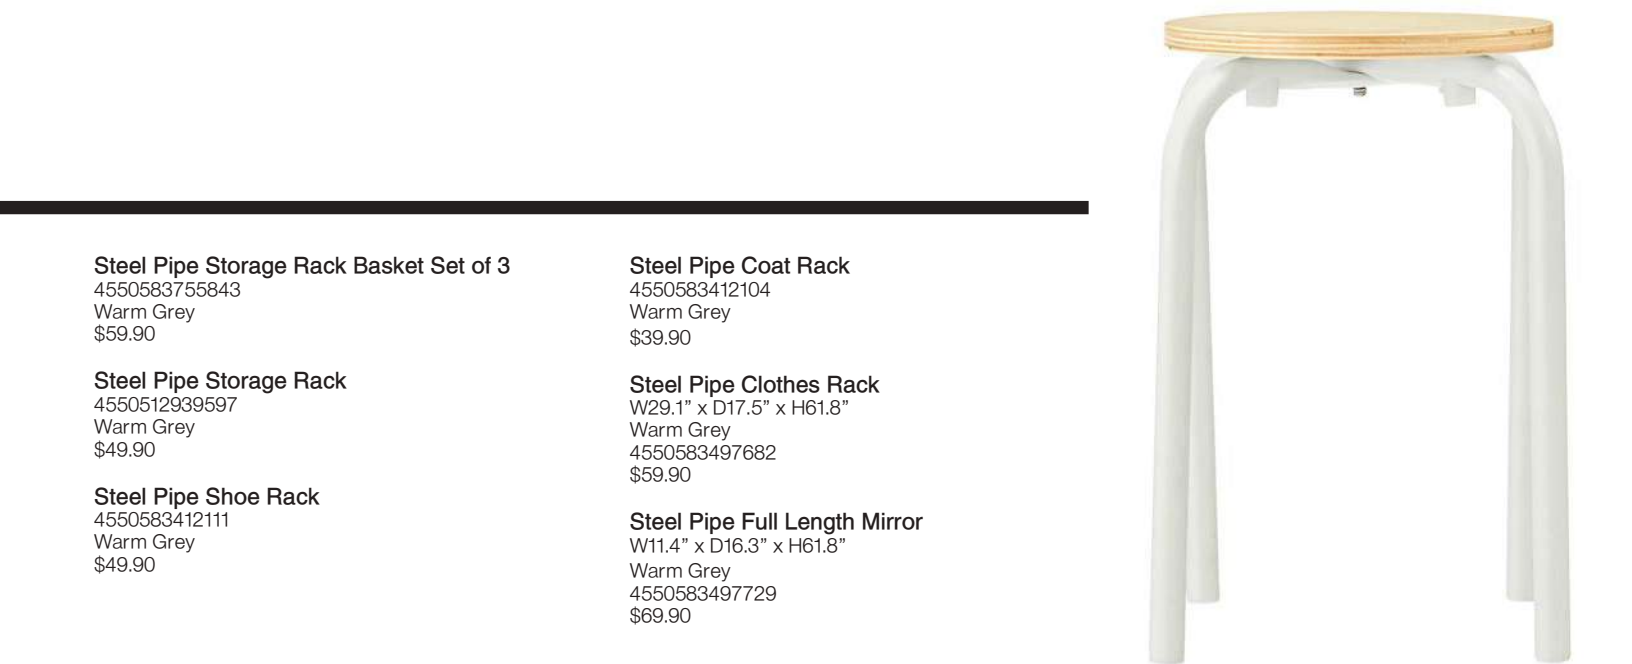 Steel Pipe Storage Rack Basket Set of 3
4550583755843
Warm Grey
$59.90
Steel Pipe Storage Rack
4550512939597
Warm Grey
$49.90
Steel Pipe Shoe Rack
4550583412111
Warm Grey
$49.90
Steel Pipe Coat Rack
4550583412104
Warm Grey
$39.90
Steel Pipe Clothes Rack
W29.1” x D17.5” x H61.8”
Warm Grey
4550583497682
$59.90
Steel Pipe Full Length Mirror
W11.4” x D16.3” x H61.8”
Warm Grey
4550583497729
$69.90